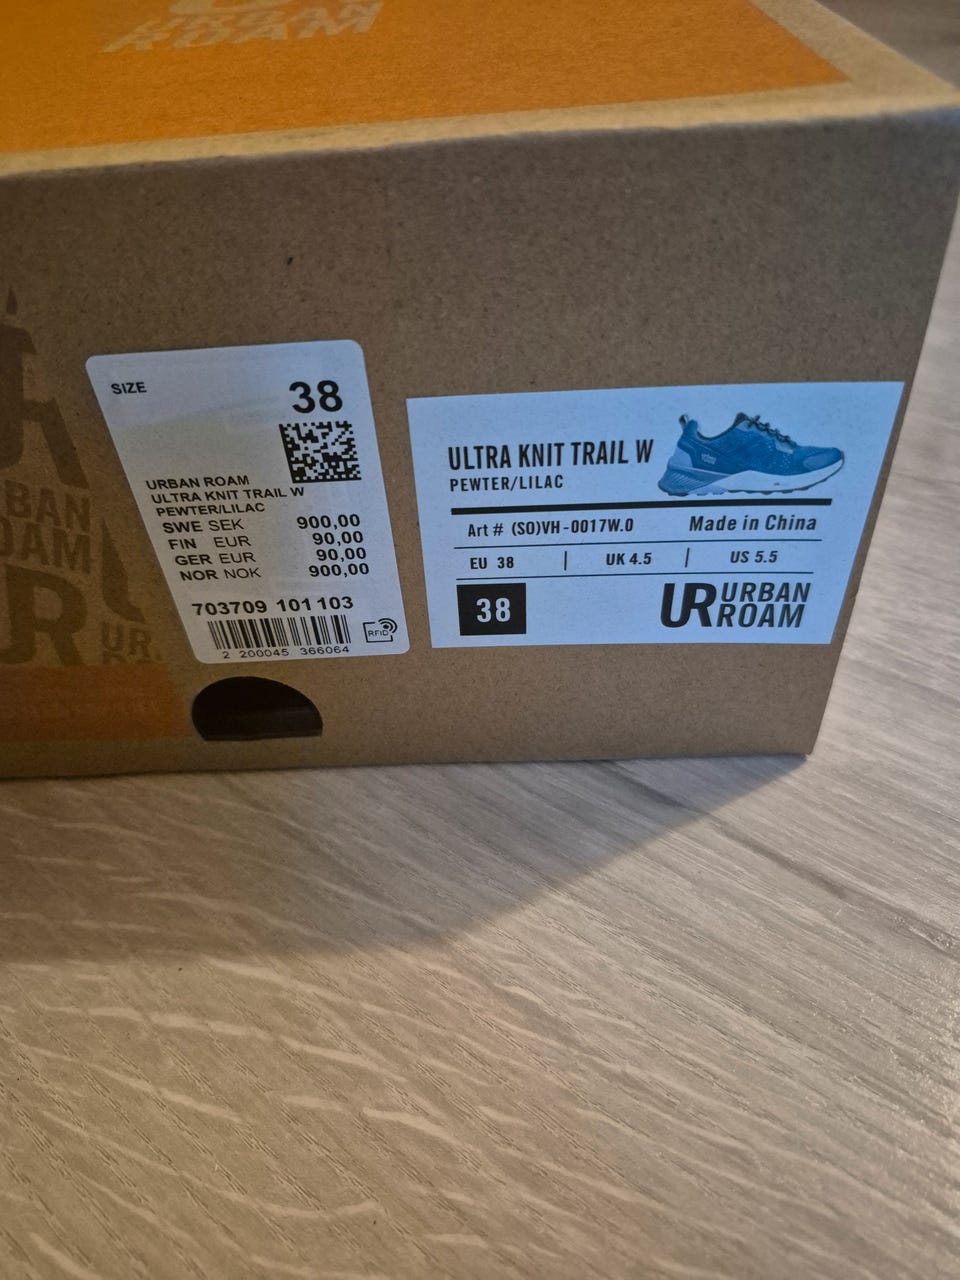 URBAN
ROAM
SIZE
38
URBAN ROAM
ULTRA KNIT TRAIL W
PEWTER/LILAC
SWE SEK 900,00
FIN EUR 90,00
GER EUR 90,00
NOR NOK 900,00
703709 101103
RFID
2 200045 366064
ULTRA KNIT TRAIL W
PEWTER/LILAC
Art # (SO)VH-0017W.0 Made in China
EU 38 | UK 4.5 | US 5.5
38
UR URBAN
ROAM